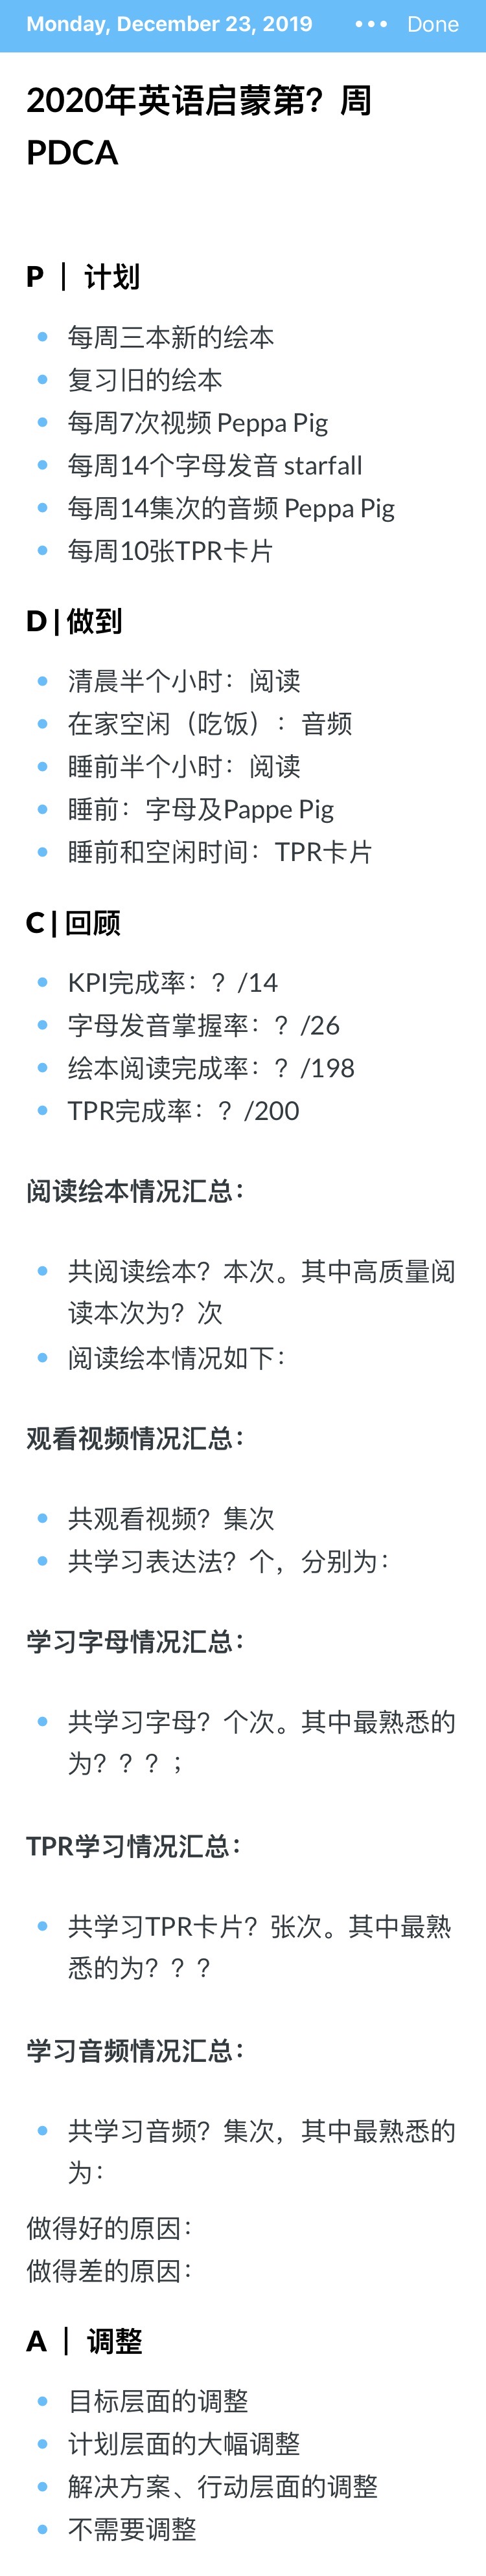 Monday, December 23, 2019 ••• Done
2020年英语启蒙第？周
PDCA
P ｜ 计划
• 每周三本新的绘本
• 复习旧的绘本
• 每周7次视频 Peppa Pig
• 每周14个字母发音 starfall
• 每周14集次的音频 Peppa Pig
• 每周10张TPR卡片
D | 做到
• 清晨半个小时：阅读
• 在家空闲（吃饭）：音频
• 睡前半个小时：阅读
• 睡前：字母及Pappe Pig
• 睡前和空闲时间：TPR卡片
C | 回顾
• KPI完成率：？/14
• 字母发音掌握率：？/26
• 绘本阅读完成率：？/198
• TPR完成率：？/200
阅读绘本情况汇总：
• 共阅读绘本？本次。其中高质量阅
读本次为？次
• 阅读绘本情况如下：
观看视频情况汇总：
• 共观看视频？集次
• 共学习表达法？个，分别为：
学习字母情况汇总：
• 共学习字母？个次。其中最熟悉的
为？？？；
TPR学习情况汇总：
• 共学习TPR卡片？张次。其中最熟
悉的为？？？
学习音频情况汇总：
• 共学习音频？集次，其中最熟悉的
为：
做得好的原因：
做得差的原因：
A ｜ 调整
• 目标层面的调整
• 计划层面的大幅调整
• 解决方案、行动层面的调整
• 不需要调整